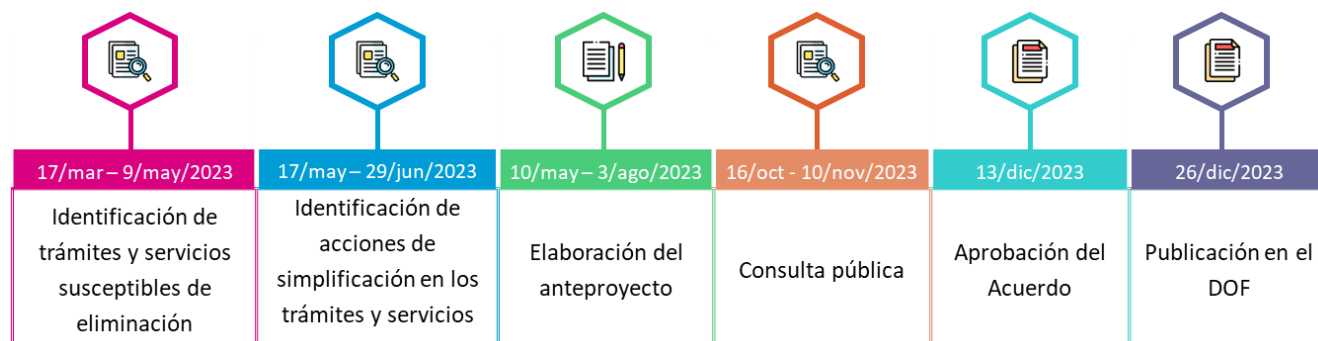 17/mar – 9/may/2023
Identificación de
trámites y servicios
susceptibles de
eliminación
17/may – 29/jun/2023
Identificación de
acciones de
simplificación en los
trámites y servicios
10/may – 3/ago/2023
Elaboración del
anteproyecto
16/oct - 10/nov/2023
Consulta pública
13/dic/2023
Aprobación del
Acuerdo
26/dic/2023
Publicación en el
DOF